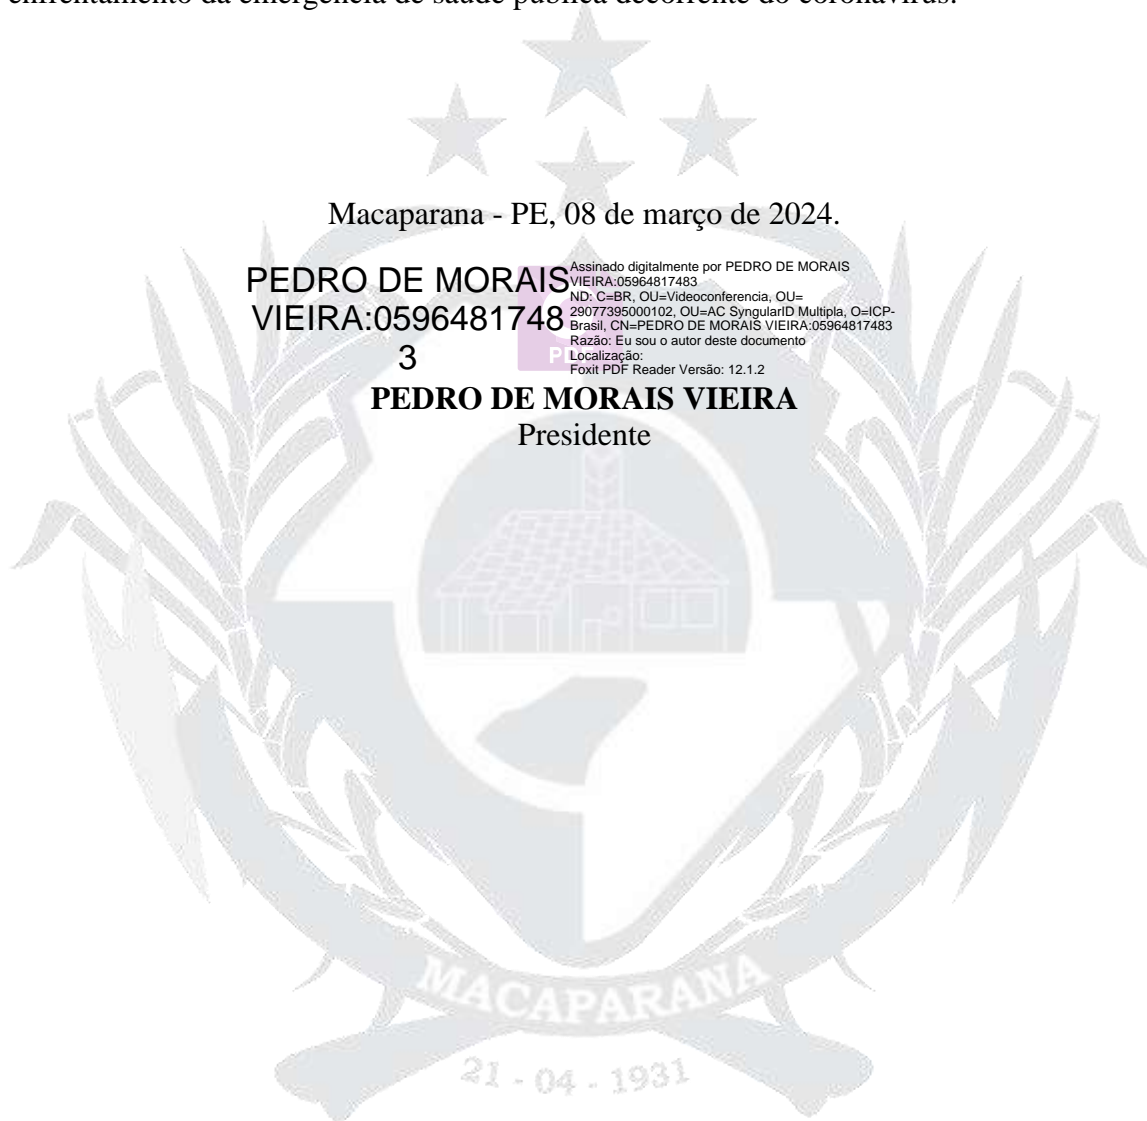 enfrentamento da emergência de saúde pública decorrente do coronavírus.
Macaparana - PE, 08 de março de 2024.
PEDRO DE MORAIS
VIEIRA:0596481748
3
Assinado digitalmente por PEDRO DE MORAIS
VIEIRA:05964817483
ND: C=BR, OU=Videoconferencia, OU=
29077395000102, OU=AC SyngularID Multipla, O=ICP-
Brasil, CN=PEDRO DE MORAIS VIEIRA:05964817483
Razão: Eu sou o autor deste documento
Localização:
Foxit PDF Reader Versão: 12.1.2
PEDRO DE MORAIS VIEIRA
Presidente
MACAPARANA
21 - 04 - 1931